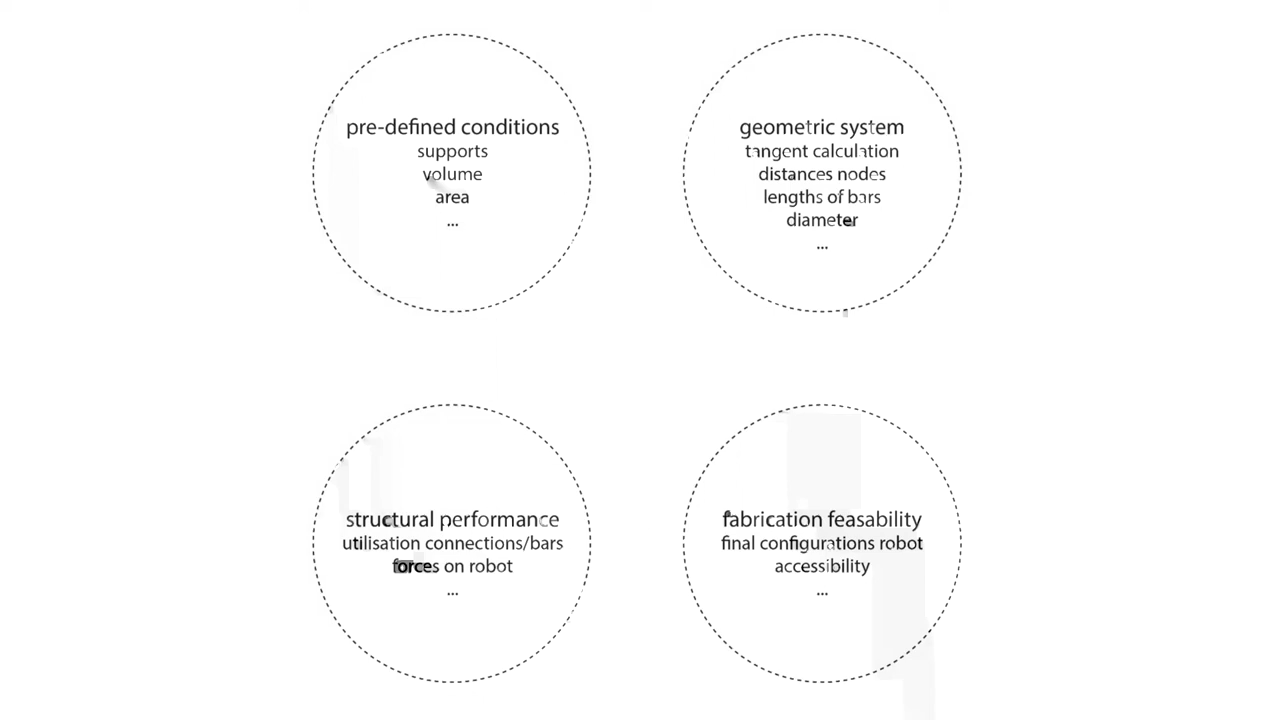 pre-defined conditions
supports
volume
area
...
geometric system
tangent calculation
distances nodes
lengths of bars
diameter
...
structural performance
utilisation connections/bars
forces on robot
...
fabrication feasability
final configurations robot
accessibility
...